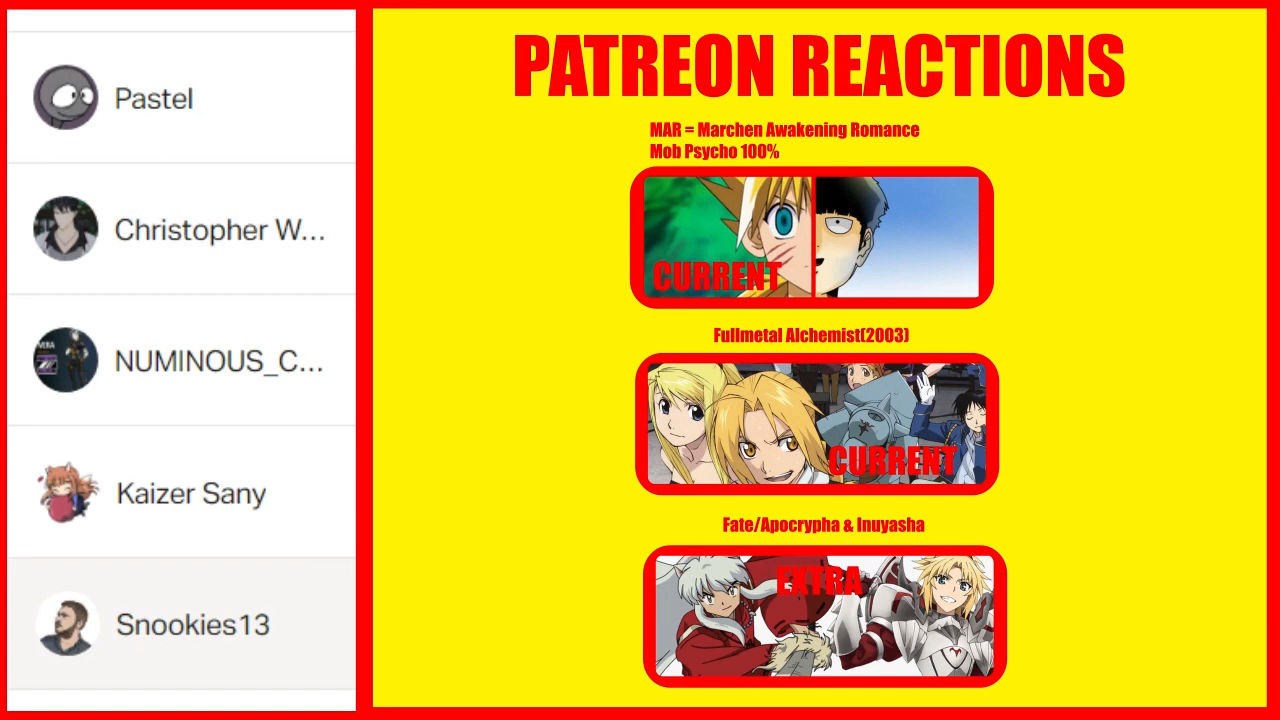 Pastel
Christopher W...
NUMINOUS_C...
Kaizer Sany
Snookies13
PATREON REACTIONS
MAR = Marchen Awakening Romance
Mob Psycho 100%
CURRENT
Fullmetal Alchemist(2003)
CURRENT
Fate/Apocrypha & Inuyasha
EXTRA